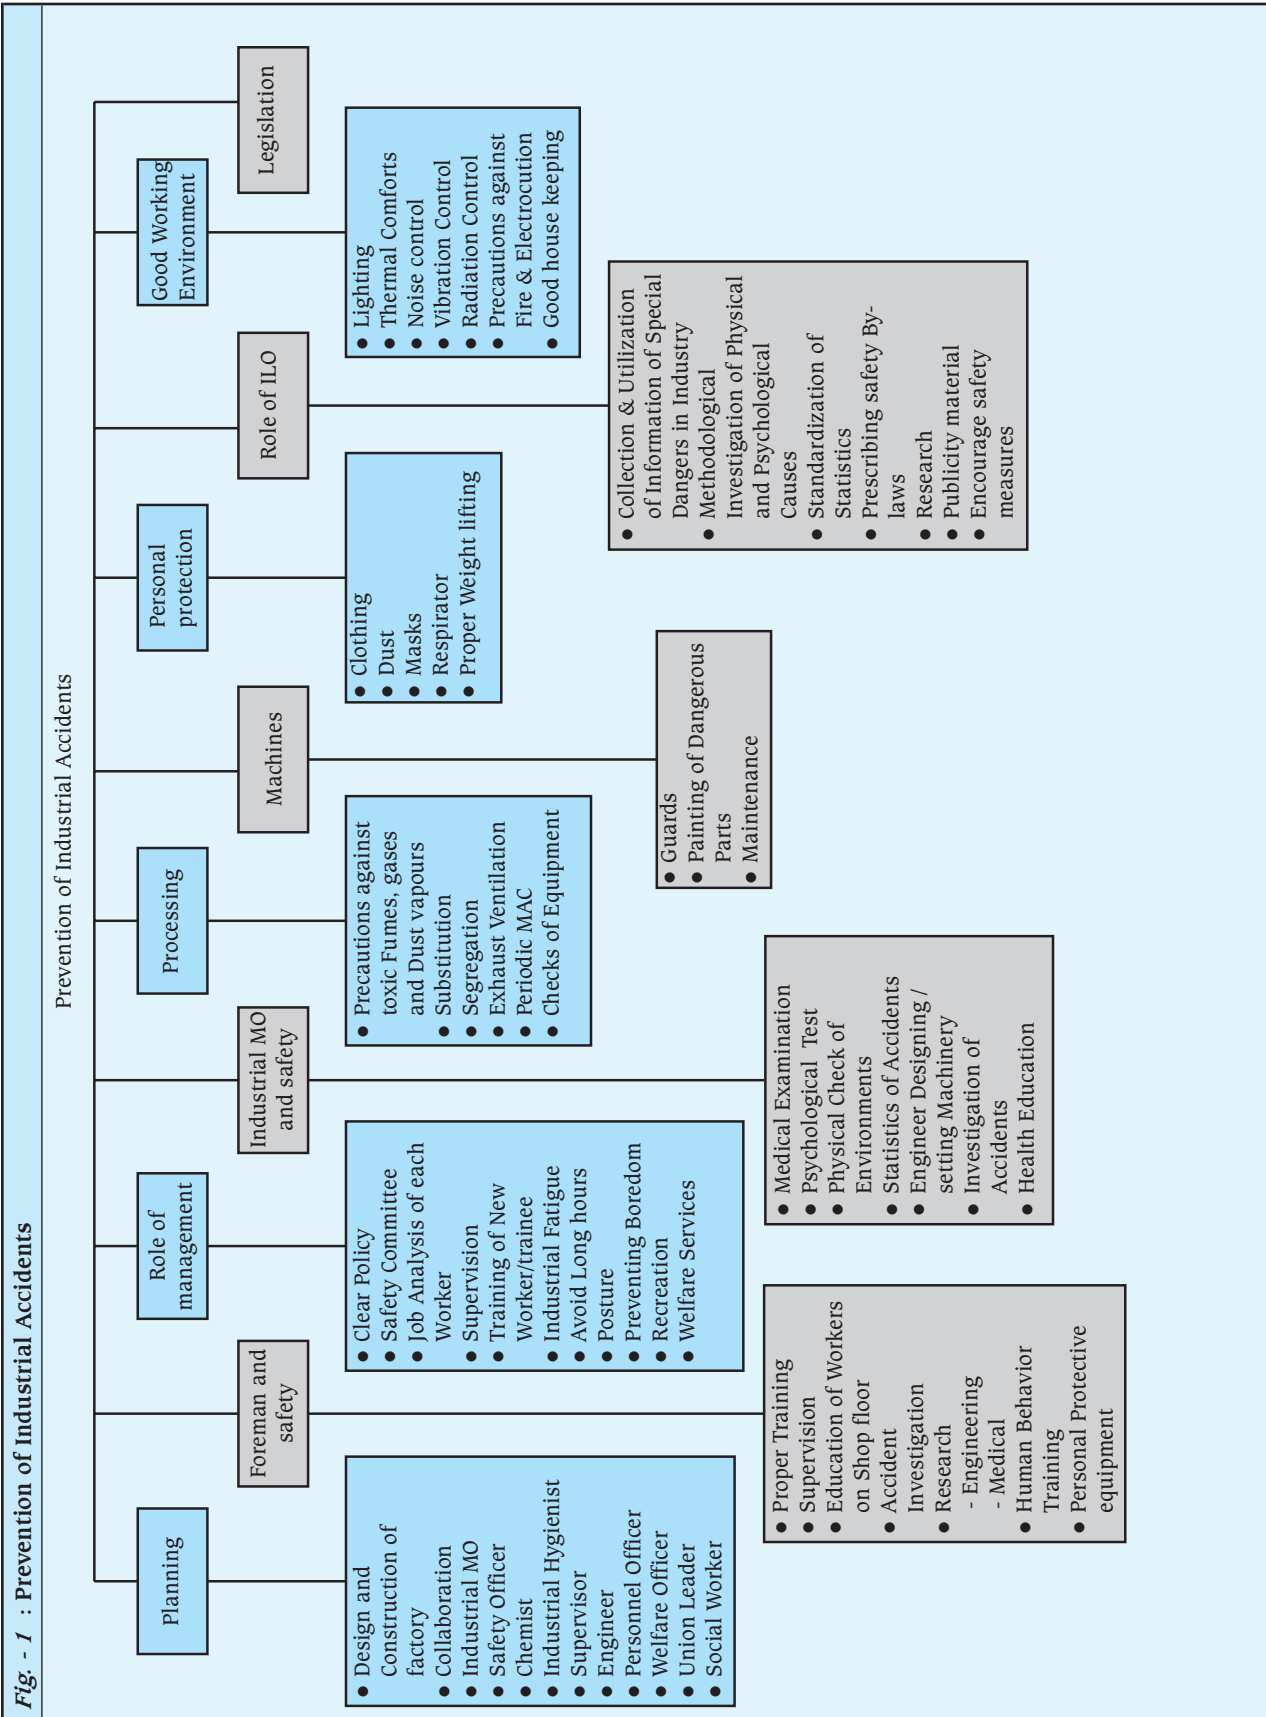 Fig. - 1 : Prevention of Industrial Accidents
Prevention of Industrial Accidents
Planning
● Design and
Construction of
factory
● Collaboration
● Industrial MO
● Safety Officer
● Chemist
● Industrial Hygienist
● Supervisor
● Engineer
● Personnel Officer
● Welfare Officer
● Union Leader
● Social Worker
Foreman and
safety
● Proper Training
● Supervision
● Education of Workers
on Shop floor
● Accident
Investigation
● Research
- Engineering
- Medical
● Human Behavior
Training
● Personal Protective
equipment
Role of
management
● Clear Policy
● Safety Committee
● Job Analysis of each
Worker
● Supervision
● Training of New
Worker/trainee
● Industrial Fatigue
● Avoid Long hours
● Posture
● Preventing Boredom
● Recreation
● Welfare Services
Industrial MO
and safety
● Medical Examination
● Psychological Test
● Physical Check of
Environments
● Statistics of Accidents
● Engineer Designing /
setting Machinery
● Investigation of
Accidents
● Health Education
Processing
● Precautions against
toxic Fumes, gases
and Dust vapours
● Substitution
● Segregation
● Exhaust Ventilation
● Periodic MAC
● Checks of Equipment
Machines
● Guards
● Painting of Dangerous
Parts
● Maintenance
Personal
protection
● Clothing
● Dust
● Masks
● Respirator
● Proper Weight lifting
Role of ILO
● Collection & Utilization
of Information of Special
Dangers in Industry
● Methodological
Investigation of Physical
and Psychological
Causes
● Standardization of
Statistics
● Prescribing safety By-
laws
● Research
● Publicity material
● Encourage safety
measures
Good Working
Environment
● Lighting
● Thermal Comforts
● Noise control
● Vibration Control
● Radiation Control
● Precautions against
Fire & Electrocution
● Good house keeping
Legislation